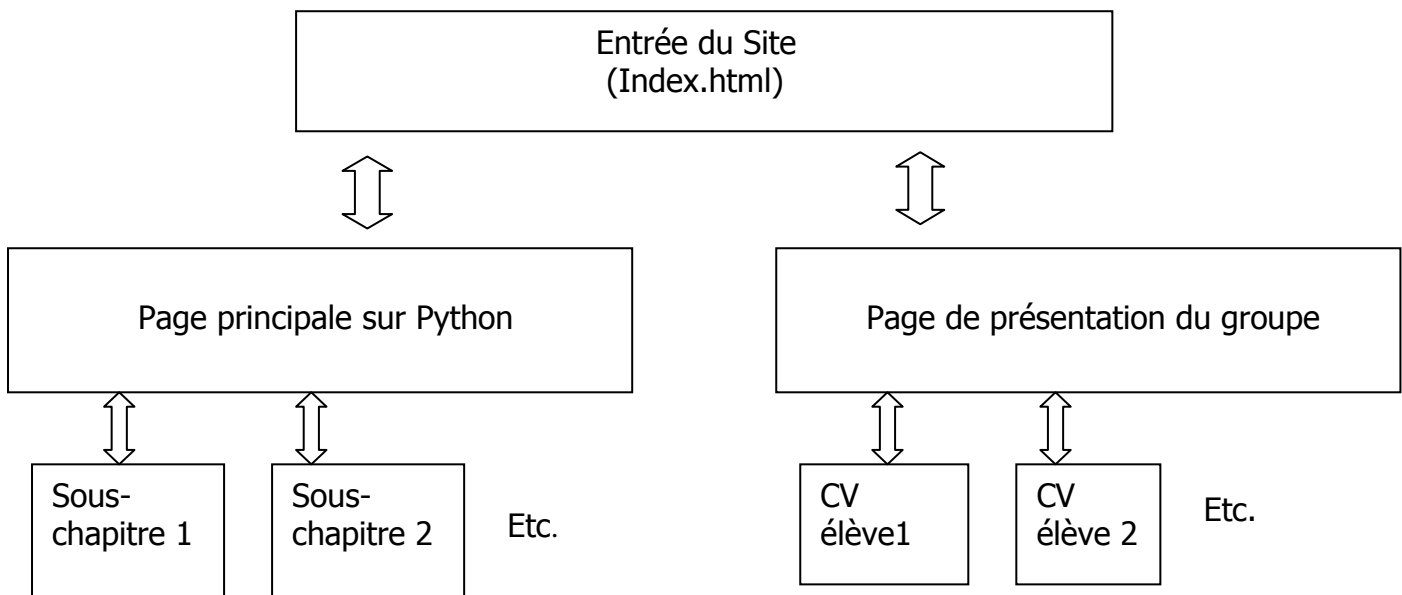 Entrée du Site
(Index.html)
Page principale sur Python
Page de présentation du groupe
Sous-
chapitre 1
Sous-
chapitre 2
Etc.
CV
élève1
CV
élève 2
Etc.